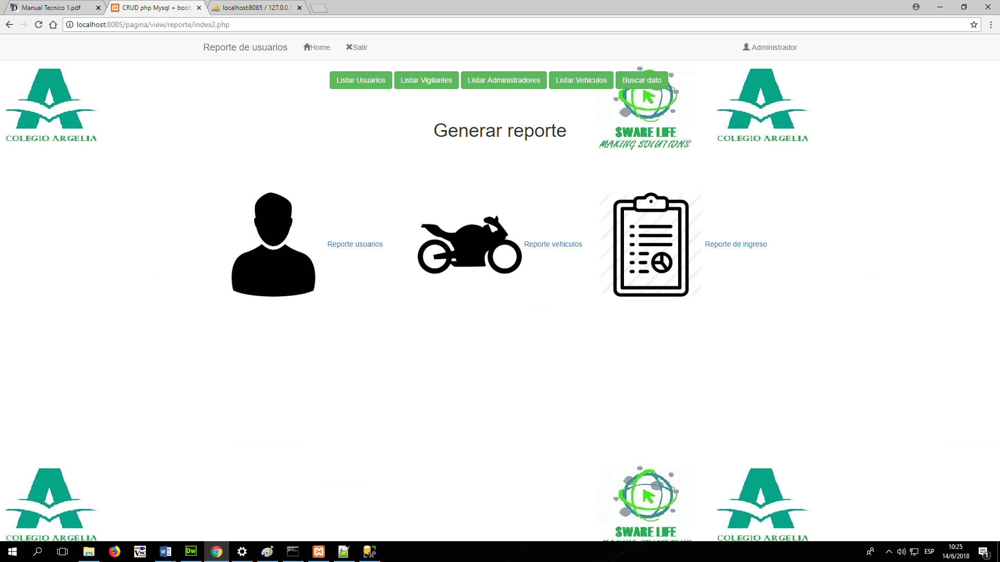 Manual Tecnico 1.pdf
CRUD php Mysql + boots
localhost:8085 / 127.0.0.1
localhost:8085/pagina/view/reporte/index2.php
Reporte de usuarios
Home
Salir
Administrador
Listar Usuarios
Listar Vigilantes
Listar Administradores
Listar Vehiculos
Buscar dato
COLEGIO ARGELIA
Generar reporte
SWARE LIFE
MAKING SOLUTIONS
COLEGIO ARGELIA
Reporte usuarios
Reporte vehiculos
Reporte de ingreso
COLEGIO ARGELIA
SWARE LIFE
COLEGIO ARGELIA
Dw
ESP
10:25
14/6/2018
1